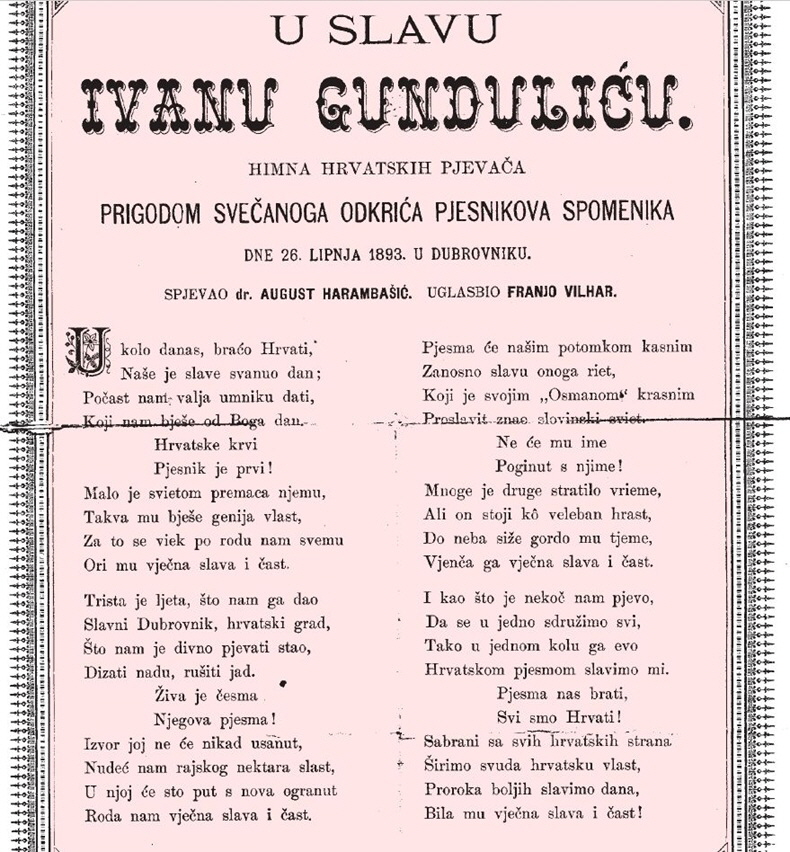 U SLAVU
IVANU GUNDULIĆU.
HIMNA HRVATSKIH PJEVAČA
PRIGODOM SVEČANOGA ODKRIĆA PJESNIKOVA SPOMENIKA
DNE 26. LIPNJA 1893. U DUBROVNIKU.
SPJEVAO dr. AUGUST HARAMBAŠIĆ. UGLASBIO FRANJO VILHAR.
U kolo danas, braćo Hrvati,
Naše je slave svanuo dan;
Počast nam valja umniku dati,
Koji nam bješe od Boga dan.
Hrvatske krvi
Pjesnik je prvi!
Malo je svietom premaca njemu,
Takva mu bješe genija vlast,
Za to se viek po rodu nam svemu
Ori mu vječna slava i čast.
Trista je ljeta, što nam ga dao
Slavni Dubrovnik, hrvatski grad,
Što nam je divno pjevati stao,
Dizati nadu, rušiti jad.
Živa je česma
Njegova pjesma!
Izvor joj ne će nikad usanut,
Nudeć nam rajskog nektara slast,
U njoj će sto put s nova ogranut
Roda nam vječna slava i čast.
Pjesma će našim potomkom kasnim
Zanosno slavu onoga riet,
Koji je svojim „Osmanom“ krasnim
Proslavit znao slovinski sviet.
Ne će mu ime
Poginut s njime!
Mnoge je druge stratilo vrieme,
Ali on stoji kô veleban hrast,
Do neba siže gordo mu tjeme,
Vjenča ga vječna slava i čast.
I kao što je nekoč nam pjevo,
Da se u jedno sdružimo svi,
Tako u jednom kolu ga evo
Hrvatskom pjesmom slavimo mi.
Pjesma nas brati,
Svi smo Hrvati!
Sabrani sa svih hrvatskih strana
Širimo svuda hrvatsku vlast,
Proroka boljih slavimo dana,
Bila mu vječna slava i čast!